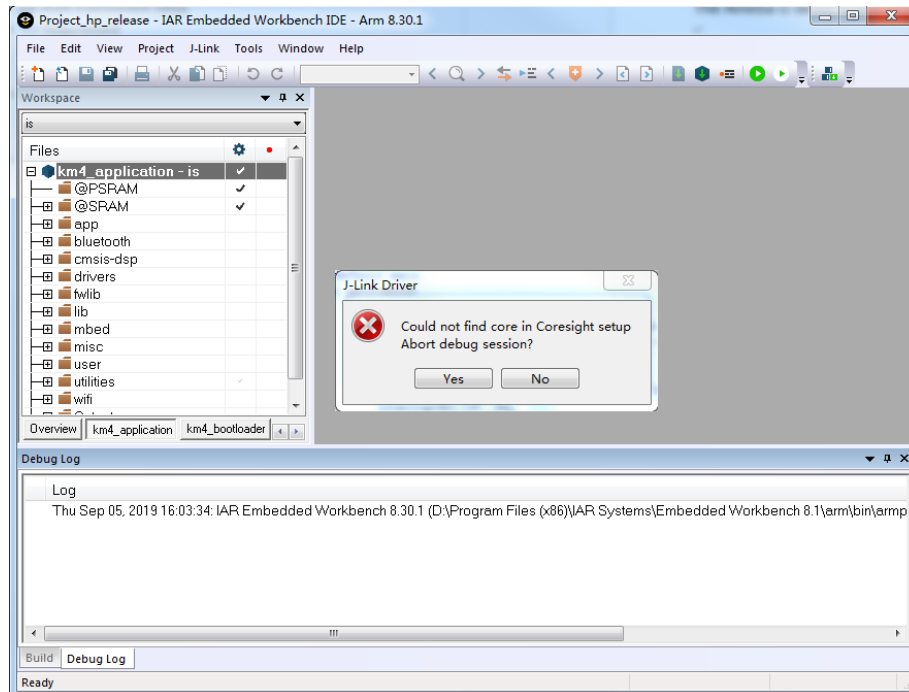 Project_hp_release - IAR Embedded Workbench IDE - Arm 8.30.1
File Edit View Project J-Link Tools Window Help
Workspace
is
Files
km4_application - is
@PSRAM
@SRAM
app
bluetooth
cmsis-dsp
drivers
fwlib
lib
mbed
misc
user
utilities
wifi
Overview km4_application km4_bootloader
J-Link Driver
Could not find core in Coresight setup
Abort debug session?
Yes No
Debug Log
Log
Thu Sep 05, 2019 16:03:34: IAR Embedded Workbench 8.30.1 (D:\Program Files (x86)\IAR Systems\Embedded Workbench 8.1\arm\bin\armp
Build Debug Log
Ready